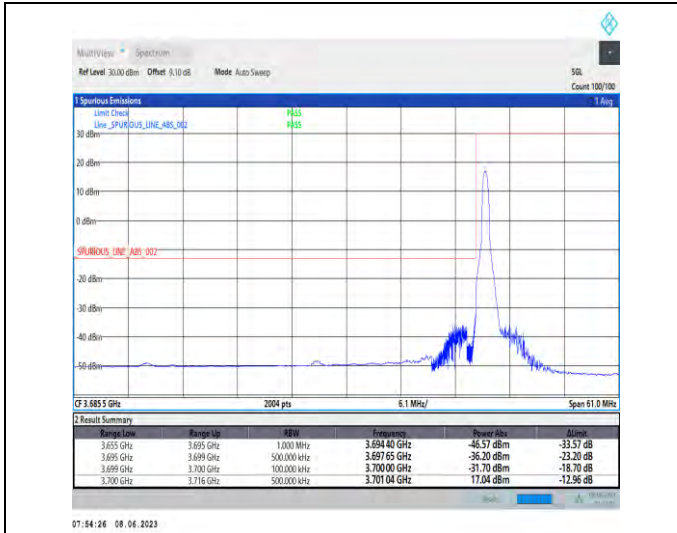 MultiView Spectrum
Ref Level 30.00 dBm Offset 9.10 dB Mode Auto Sweep SGL
Count 100/100
1 Spurious Emissions 1 Avg
Limit Check PASS
Line _SPURIOUS_LINE_ABS_002 PASS
30 dBm
20 dBm
10 dBm
0 dBm
_SPURIOUS_LINE_ABS_002
-20 dBm
-30 dBm
-40 dBm
-50 dBm
CF 3.685 5 GHz 2004 pts 6.1 MHz/ Span 61.0 MHz
2 Result Summary
Range Low Range Up RBW Frequency Power Abs ΔLimit
3.655 GHz 3.695 GHz 1.000 MHz 3.694 40 GHz -46.57 dBm -33.57 dB
3.695 GHz 3.699 GHz 500.000 kHz 3.697 65 GHz -36.20 dBm -23.20 dB
3.699 GHz 3.700 GHz 100.000 kHz 3.700 00 GHz -31.70 dBm -18.70 dB
3.700 GHz 3.716 GHz 500.000 kHz 3.701 04 GHz 17.04 dBm -12.96 dB
07:54:26 08.06.2023